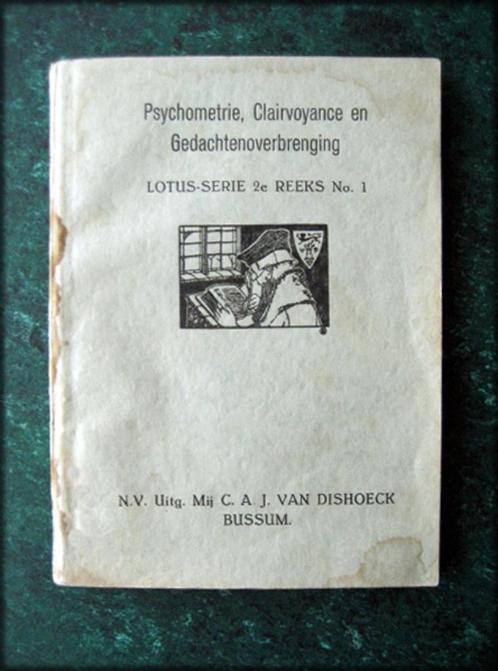 Psychometrie, Clairvoyance en
Gedachtenoverbrenging
LOTUS-SERIE 2e REEKS No. 1
N.V. Uitg. Mij C. A. J. VAN DISHOECK
BUSSUM.